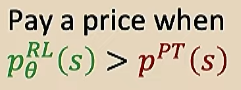 Pay a price when
p_θ^{RL}(s) > p^{PT}(s)